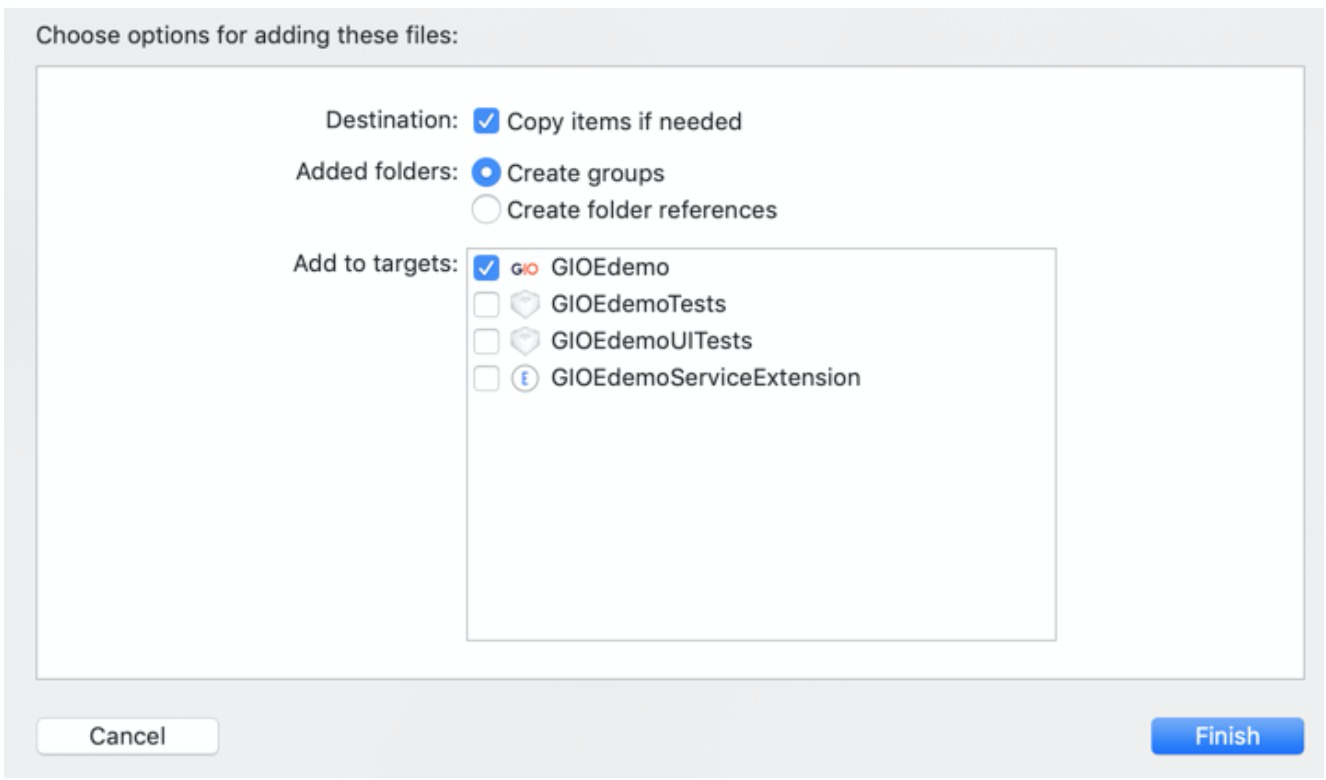 Choose options for adding these files:
Destination: Copy items if needed
Added folders: Create groups
Create folder references
Add to targets: GIO GIOEdemo
GIOEdemoTests
GIOEdemoUITests
E GIOEdemoServiceExtension
Cancel Finish